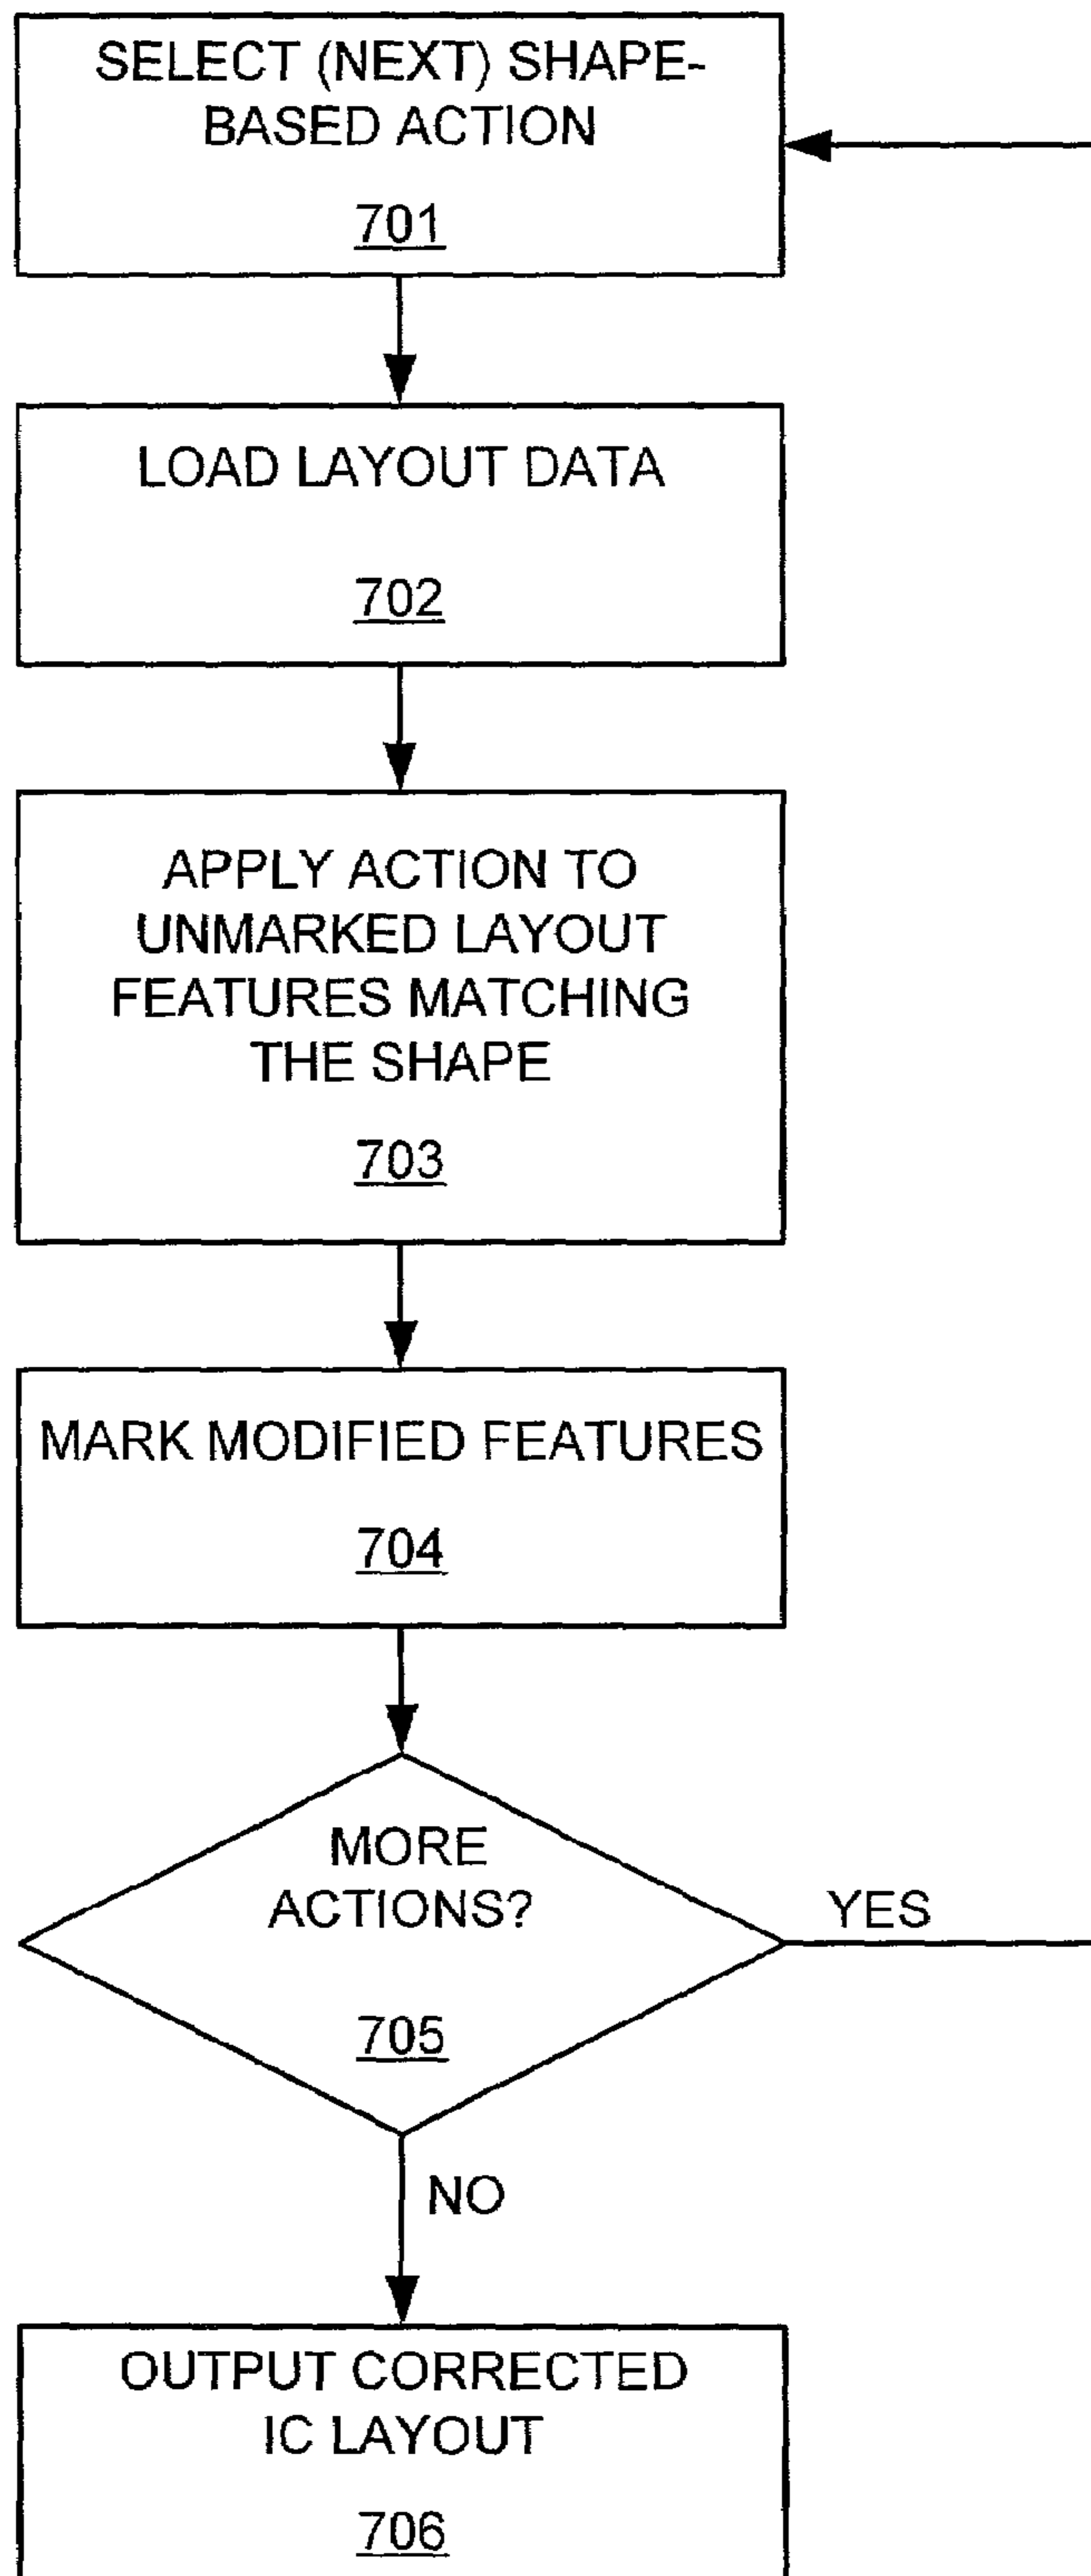 SELECT (NEXT) SHAPE-
BASED ACTION
701
LOAD LAYOUT DATA
702
APPLY ACTION TO
UNMARKED LAYOUT
FEATURES MATCHING
THE SHAPE
703
MARK MODIFIED FEATURES
704
MORE
ACTIONS?
YES
705
NO
OUTPUT CORRECTED
IC LAYOUT
706